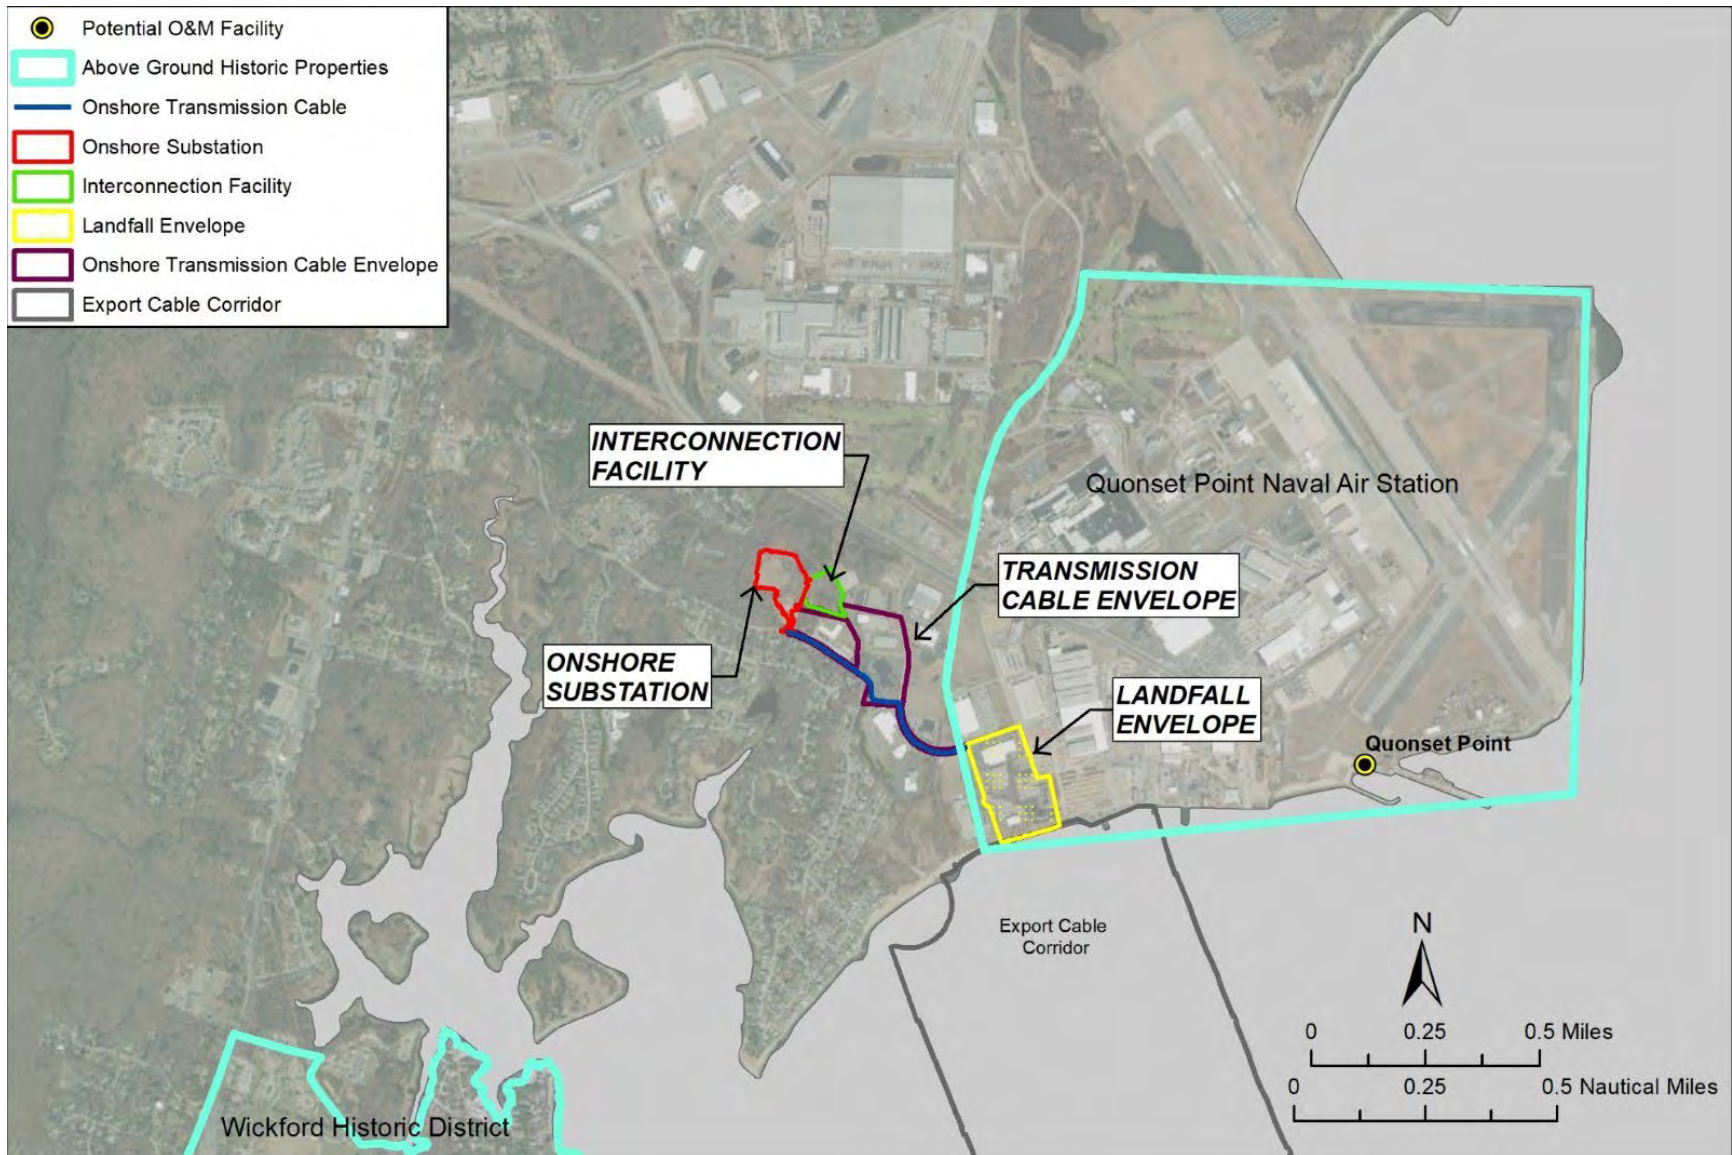 Potential O&M Facility
Above Ground Historic Properties
Onshore Transmission Cable
Onshore Substation
Interconnection Facility
Landfall Envelope
Onshore Transmission Cable Envelope
Export Cable Corridor
INTERCONNECTION
FACILITY
Quonset Point Naval Air Station
TRANSMISSION
CABLE ENVELOPE
ONSHORE
SUBSTATION
LANDFALL
ENVELOPE
Quonset Point
Export Cable
Corridor
N
0 0.25 0.5 Miles
0 0.25 0.5 Nautical Miles
Wickford Historic District